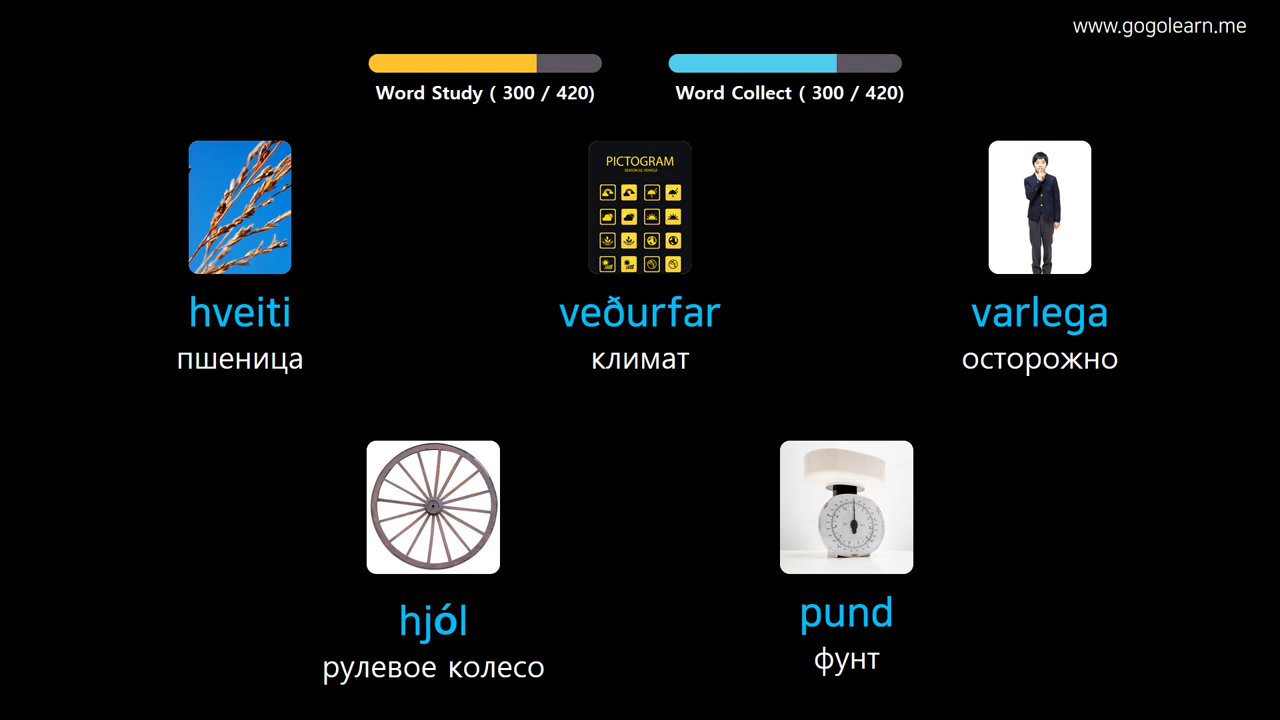 www.gogolearn.me
Word Study ( 300 / 420)
Word Collect ( 300 / 420)
PICTOGRAM
hveiti
veðurfar
varlega
пшеница
климат
осторожно
hjól
pund
рулевое колесо
фунт